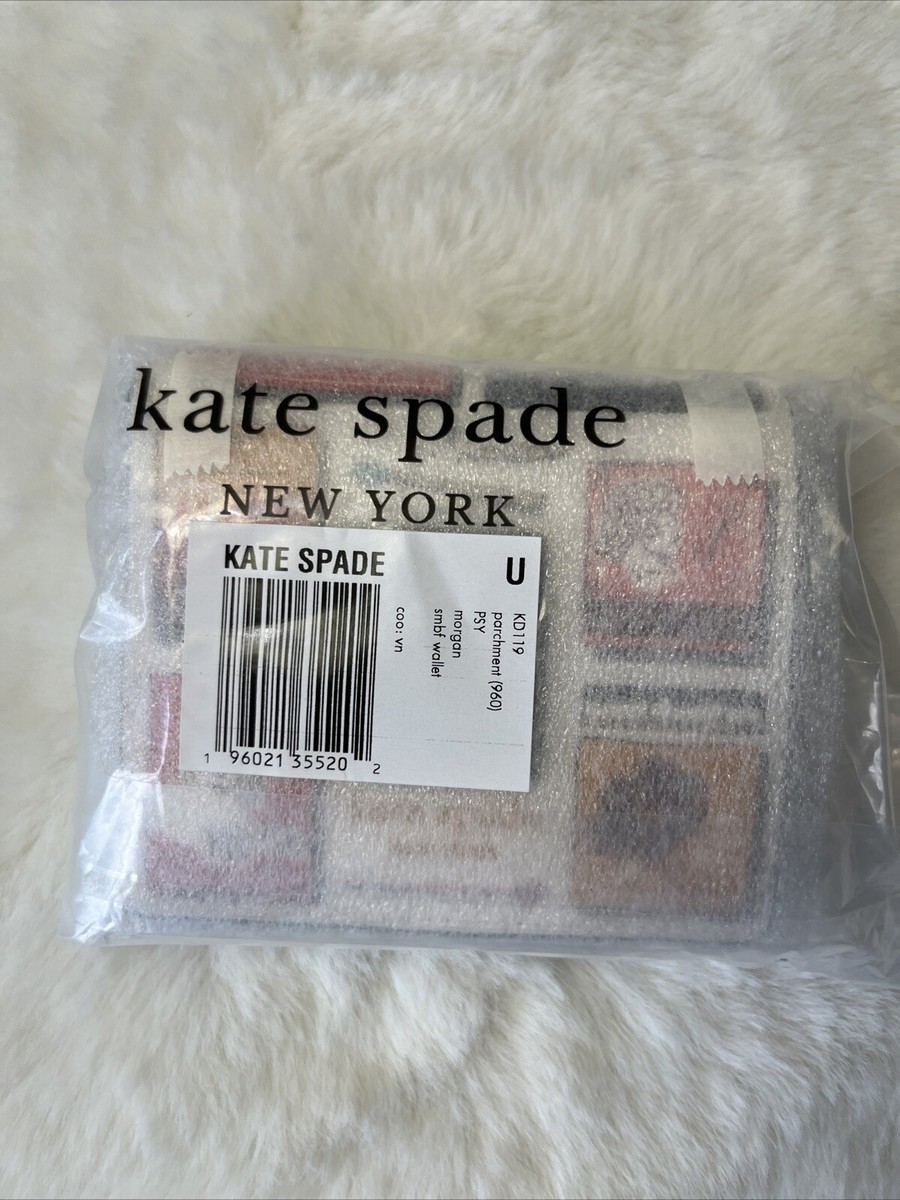 kate spade
NEW YORK
KATE SPADE
U
KD119
parchment (960)
PSY
morgan
smbf wallet
coo: vn
1 96021 35520 2